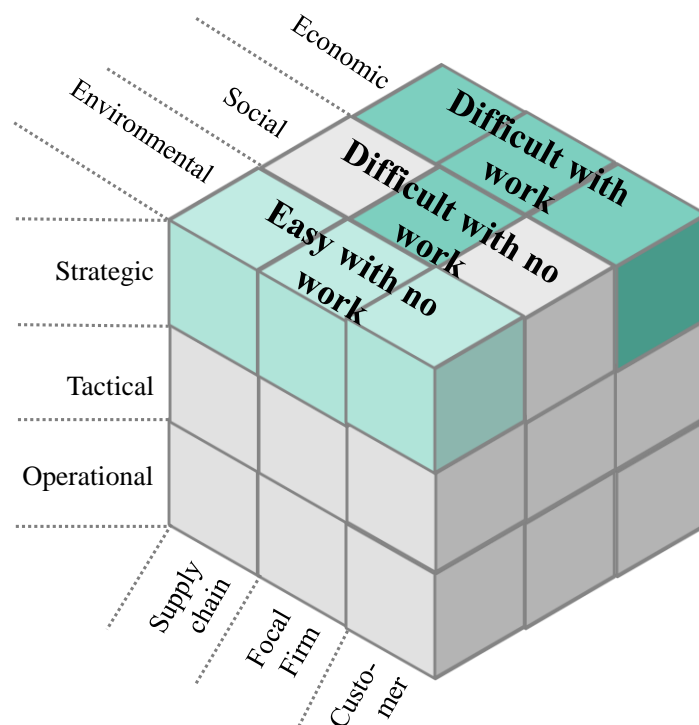 Economic
Social
Environmental
Difficult with
work
Difficult with no
work
Easy with no
work
Strategic
Tactical
Operational
Supply
chain
Focal
Firm
Custo-
mer